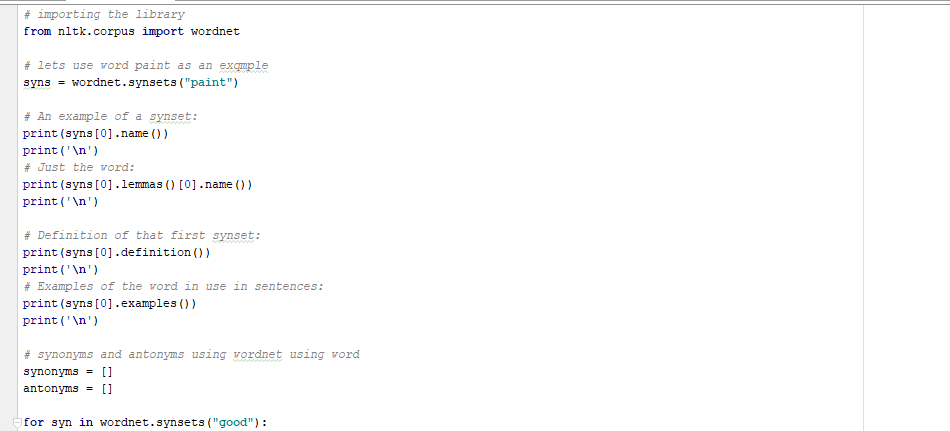 # importing the library
from nltk.corpus import wordnet
# lets use word paint as an exqmple
syns = wordnet.synsets("paint")
# An example of a synset:
print(syns[0].name())
print('\n')
# Just the word:
print(syns[0].lemmas()[0].name())
print('\n')
# Definition of that first synset:
print(syns[0].definition())
print('\n')
# Examples of the word in use in sentences:
print(syns[0].examples())
print('\n')
# synonyms and antonyms using wordnet using word
synonyms = []
antonyms = []
for syn in wordnet.synsets("good"):